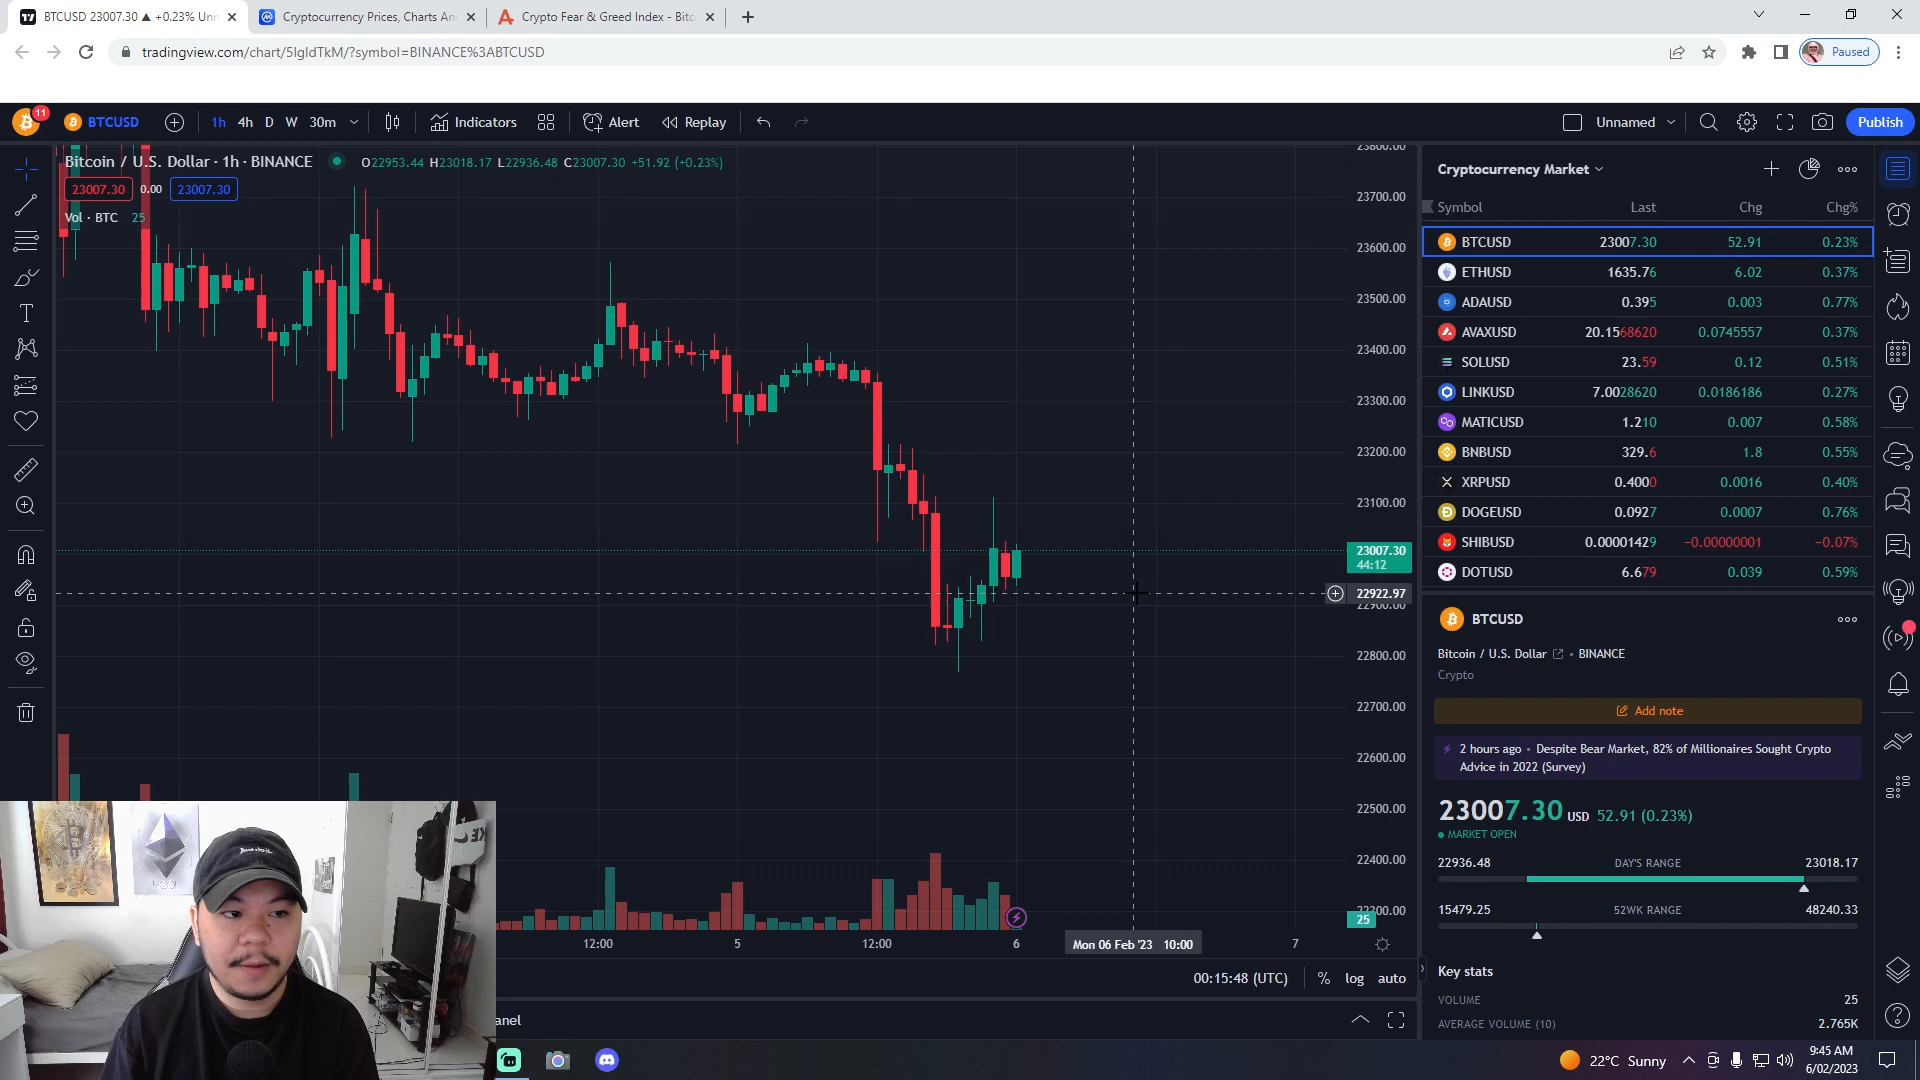 BTCUSD 23007.30 ▲ +0.23% Unn
Cryptocurrency Prices, Charts An
Crypto Fear & Greed Index - Bitc
tradingview.com/chart/5IgIdTkM/?symbol=BINANCE%3ABTCUSD
Paused
11
BTCUSD
1h 4h D W 30m
Indicators
Alert
Replay
Unnamed
Publish
Bitcoin / U.S. Dollar · 1h · BINANCE
O22953.44 H23018.17 L22936.48 C23007.30 +51.92 (+0.23%)
23007.30 0.00 23007.30
Vol · BTC 25
23800.00
23700.00
23600.00
23500.00
23400.00
23300.00
23200.00
23100.00
23007.30
44:12
22922.97
22900.00
22800.00
22700.00
22600.00
22500.00
22400.00
22300.00
25
12:00 5 12:00 6 Mon 06 Feb '23 10:00 7
00:15:48 (UTC) % log auto
anel
Cryptocurrency Market
Symbol Last Chg Chg%
BTCUSD 23007.30 52.91 0.23%
ETHUSD 1635.76 6.02 0.37%
ADAUSD 0.395 0.003 0.77%
AVAXUSD 20.1568620 0.0745557 0.37%
SOLUSD 23.59 0.12 0.51%
LINKUSD 7.0028620 0.0186186 0.27%
MATICUSD 1.210 0.007 0.58%
BNBUSD 329.6 1.8 0.55%
XRPUSD 0.4000 0.0016 0.40%
DOGEUSD 0.0927 0.0007 0.76%
SHIBUSD 0.00001429 −0.00000001 −0.07%
DOTUSD 6.679 0.039 0.59%
BTCUSD
Bitcoin / U.S. Dollar • BINANCE
Crypto
Add note
2 hours ago • Despite Bear Market, 82% of Millionaires Sought Crypto
Advice in 2022 (Survey)
23007.30 USD 52.91 (0.23%)
MARKET OPEN
22936.48 DAY'S RANGE 23018.17
15479.25 52WK RANGE 48240.33
Key stats
VOLUME 25
AVERAGE VOLUME (10) 2.765K
22°C Sunny
9:45 AM
6/02/2023